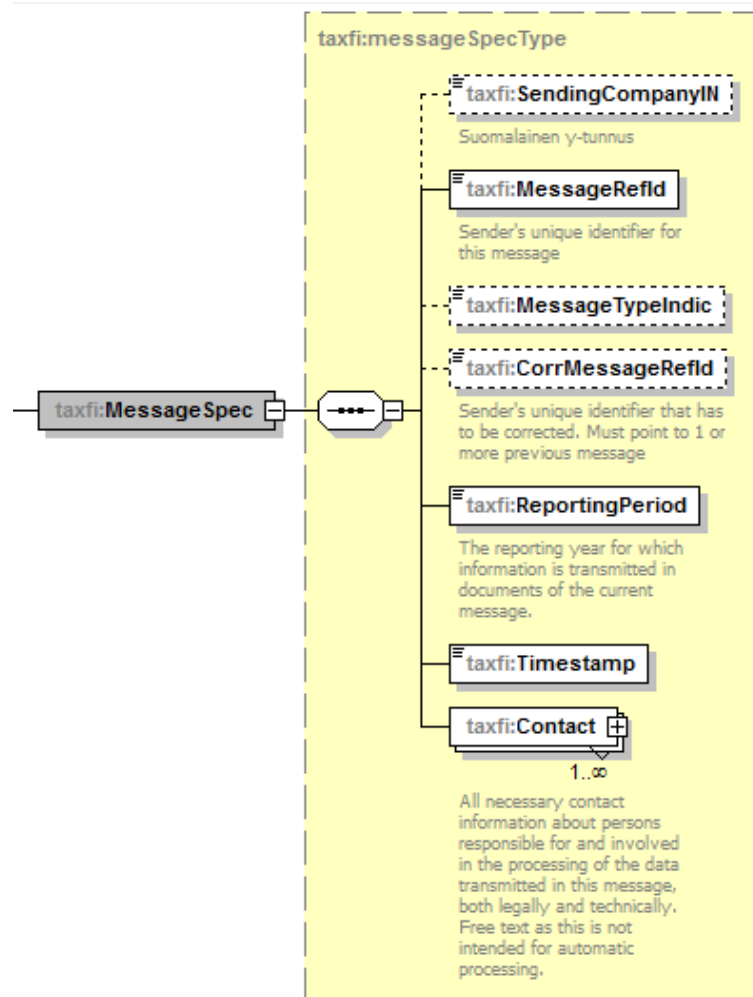 taxfi:messageSpecType
taxfi:SendingCompanyIN
Suomalainen y-tunnus
taxfi:MessageRefId
Sender's unique identifier for
this message
taxfi:MessageTypeIndic
taxfi:CorrMessageRefId
Sender's unique identifier that has
to be corrected. Must point to 1 or
more previous message
taxfi:MessageSpec
taxfi:ReportingPeriod
The reporting year for which
information is transmitted in
documents of the current
message.
taxfi:Timestamp
taxfi:Contact
1..∞
All necessary contact
information about persons
responsible for and involved
in the processing of the data
transmitted in this message,
both legally and technically.
Free text as this is not
intended for automatic
processing.